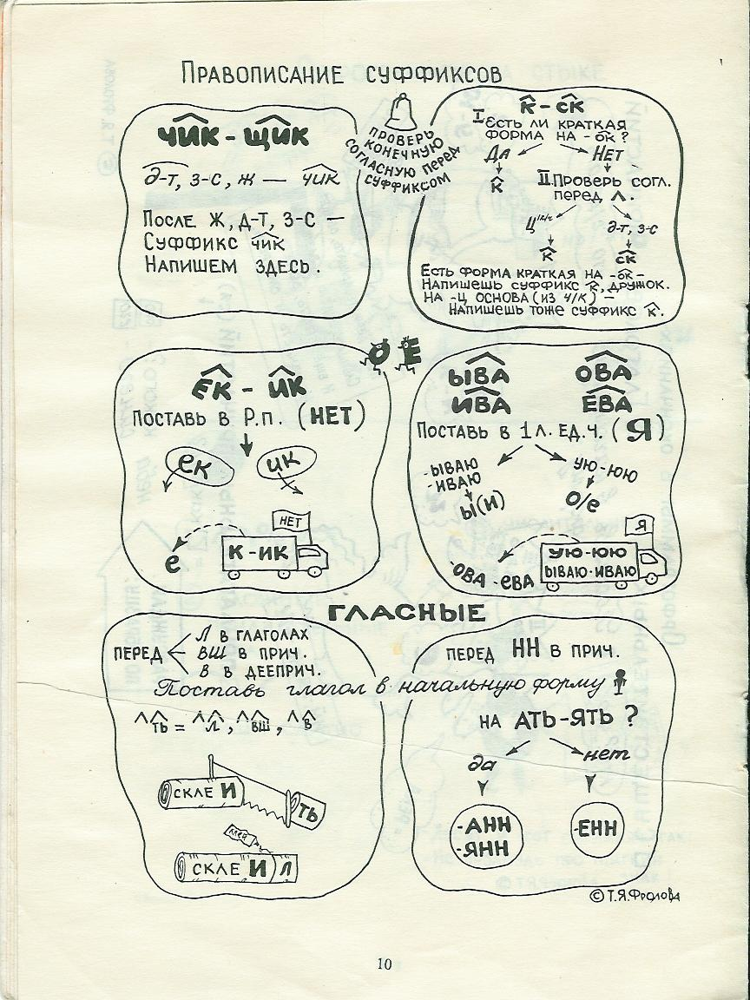 Правописание суффиксов
ЧИК - ЩИК
Д-Т, З-С, Ж — ЧИК
После Ж, Д-Т, З-С —
Суффикс ЧИК
Напишем здесь.
ПРОВЕРЬ
КОНЕЧНУЮ
СОГЛАСНУЮ ПЕРЕД
СУФФИКСОМ
К - СК
I Есть ли краткая
форма на -ок?
Да Нет
К
II Проверь согл.
перед Λ.
Ц(к/ч) д-т, з-с
К СК
Есть форма краткая на -ок-
Напишешь суффикс К, дружок.
На -Ц основа (из Ч/К) —
Напишешь тоже суффикс К.
О Е
ЕК - ИК
Поставь в Р.п. (НЕТ)
ек ик
НЕТ
е К - ИК
ЫВА ОВА
ИВА ЕВА
Поставь в 1 л. ед. ч. (Я)
-ЫВАЮ
-ИВАЮ
УЮ-ЮЮ
Ы(И) О/е
Я
УЮ-ЮЮ
ЫВАЮ-ИВАЮ
-ОВА -ЕВА
ГЛАСНЫЕ
ПЕРЕД
Л в глаголах
ВШ в прич.
В в дееприч.
ПЕРЕД НН в прич.
Поставь глагол в начальную форму
ТЬ = Л, ВШ, В
СКЛЕ И ТЬ
СКЛЕ И Л
на АТЬ-ЯТЬ?
да нет
-АНН
-ЯНН
-ЕНН
© Т.Я.Фролова
10